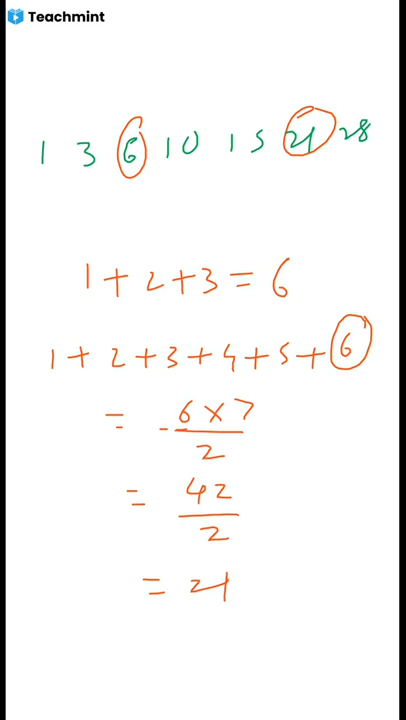 Teachmint
1 3 6 10 15 21 28
1 + 2 + 3 = 6
1 + 2 + 3 + 4 + 5 + 6
= 6 × 7
2
= 42
2
= 21